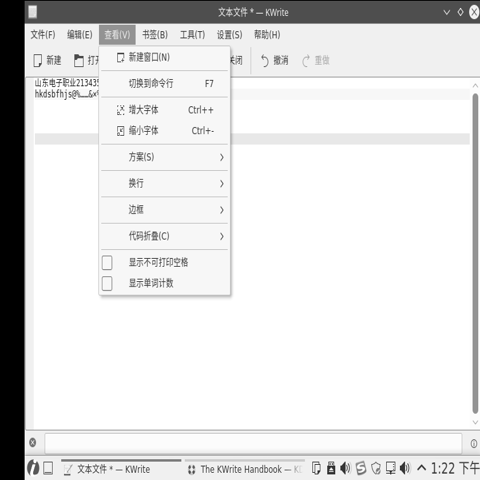 文本文件 * — KWrite
文件(F) 编辑(E) 查看(V) 书签(B) 工具(T) 设置(S) 帮助(H)
新建 打开 关闭 撤消 重做
山东电子职业213435
hkdsbfhjs@%……&×
新建窗口(N)
切换到命令行 F7
增大字体 Ctrl++
缩小字体 Ctrl+-
方案(S)
换行
边框
代码折叠(C)
显示不可打印空格
显示单词计数
文本文件 * — KWrite The KWrite Handbook — K 1:22 下午